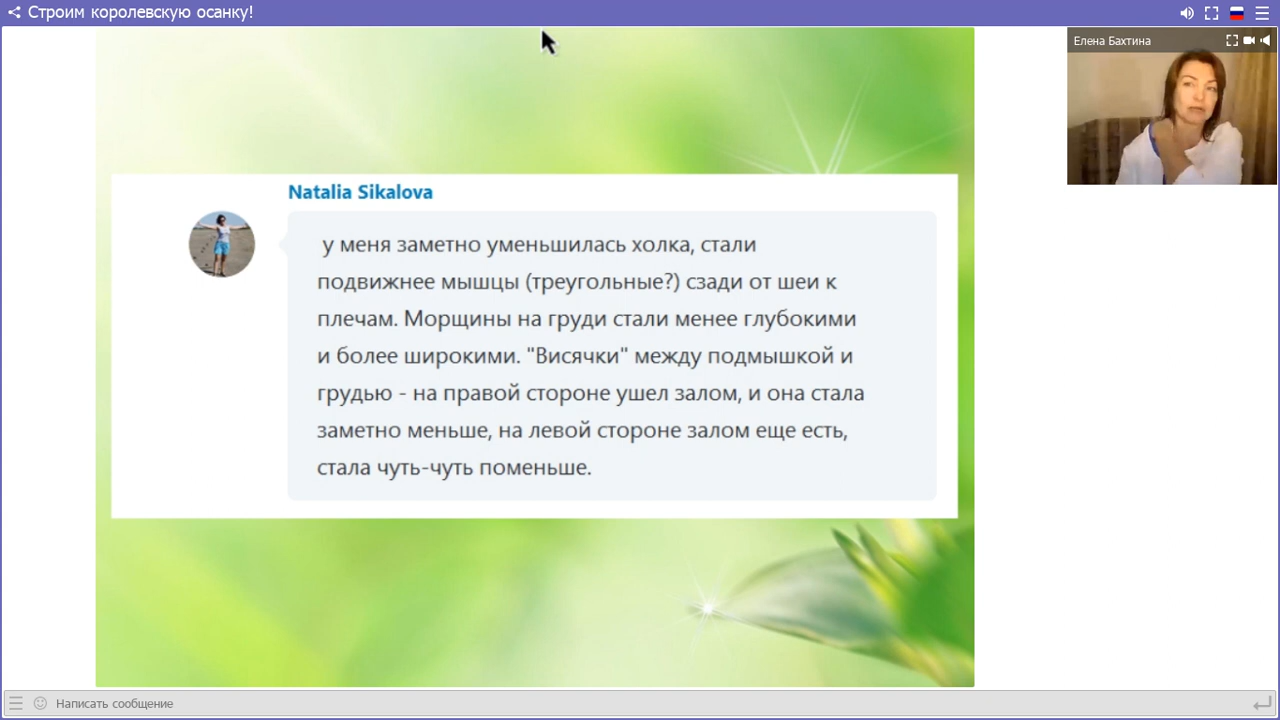 Строим королевскую осанку!
Елена Бахтина
Natalia Sikalova
у меня заметно уменьшилась холка, стали
подвижнее мышцы (треугольные?) сзади от шеи к
плечам. Морщины на груди стали менее глубокими
и более широкими. "Висячки" между подмышкой и
грудью - на правой стороне ушел залом, и она стала
заметно меньше, на левой стороне залом еще есть,
стала чуть-чуть поменьше.
Написать сообщение